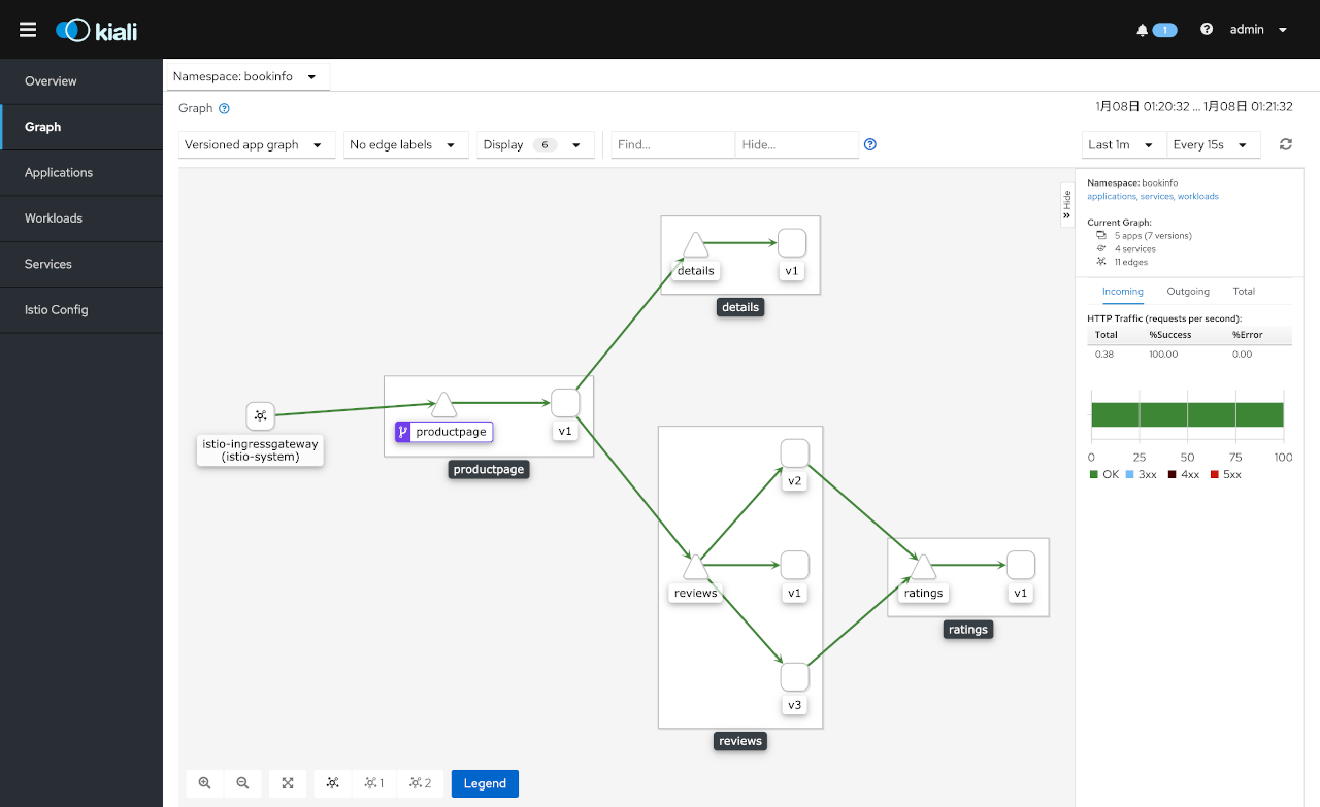 kiali
1
admin
Overview
Graph
Applications
Workloads
Services
Istio Config
Namespace: bookinfo
Graph
1月08日 01:20:32 ... 1月08日 01:21:32
Versioned app graph
No edge labels
Display 6
Find...
Hide...
Last 1m
Every 15s
details
v1
details
istio-ingressgateway
(istio-system)
productpage
v1
productpage
v2
reviews
v1
v3
reviews
ratings
v1
ratings
1
2
Legend
Hide
Namespace: bookinfo
applications, services, workloads
Current Graph:
5 apps (7 versions)
4 services
11 edges
Incoming Outgoing Total
HTTP Traffic (requests per second):
Total %Success %Error
0.38 100.00 0.00
0 25 50 75 100
OK 3xx 4xx 5xx